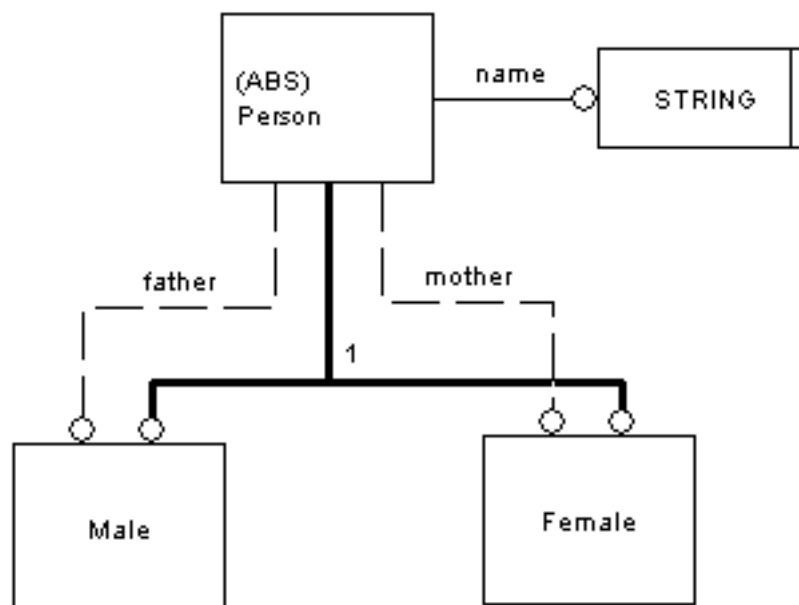 (ABS)
Person
name
STRING
father
mother
1
Male
Female